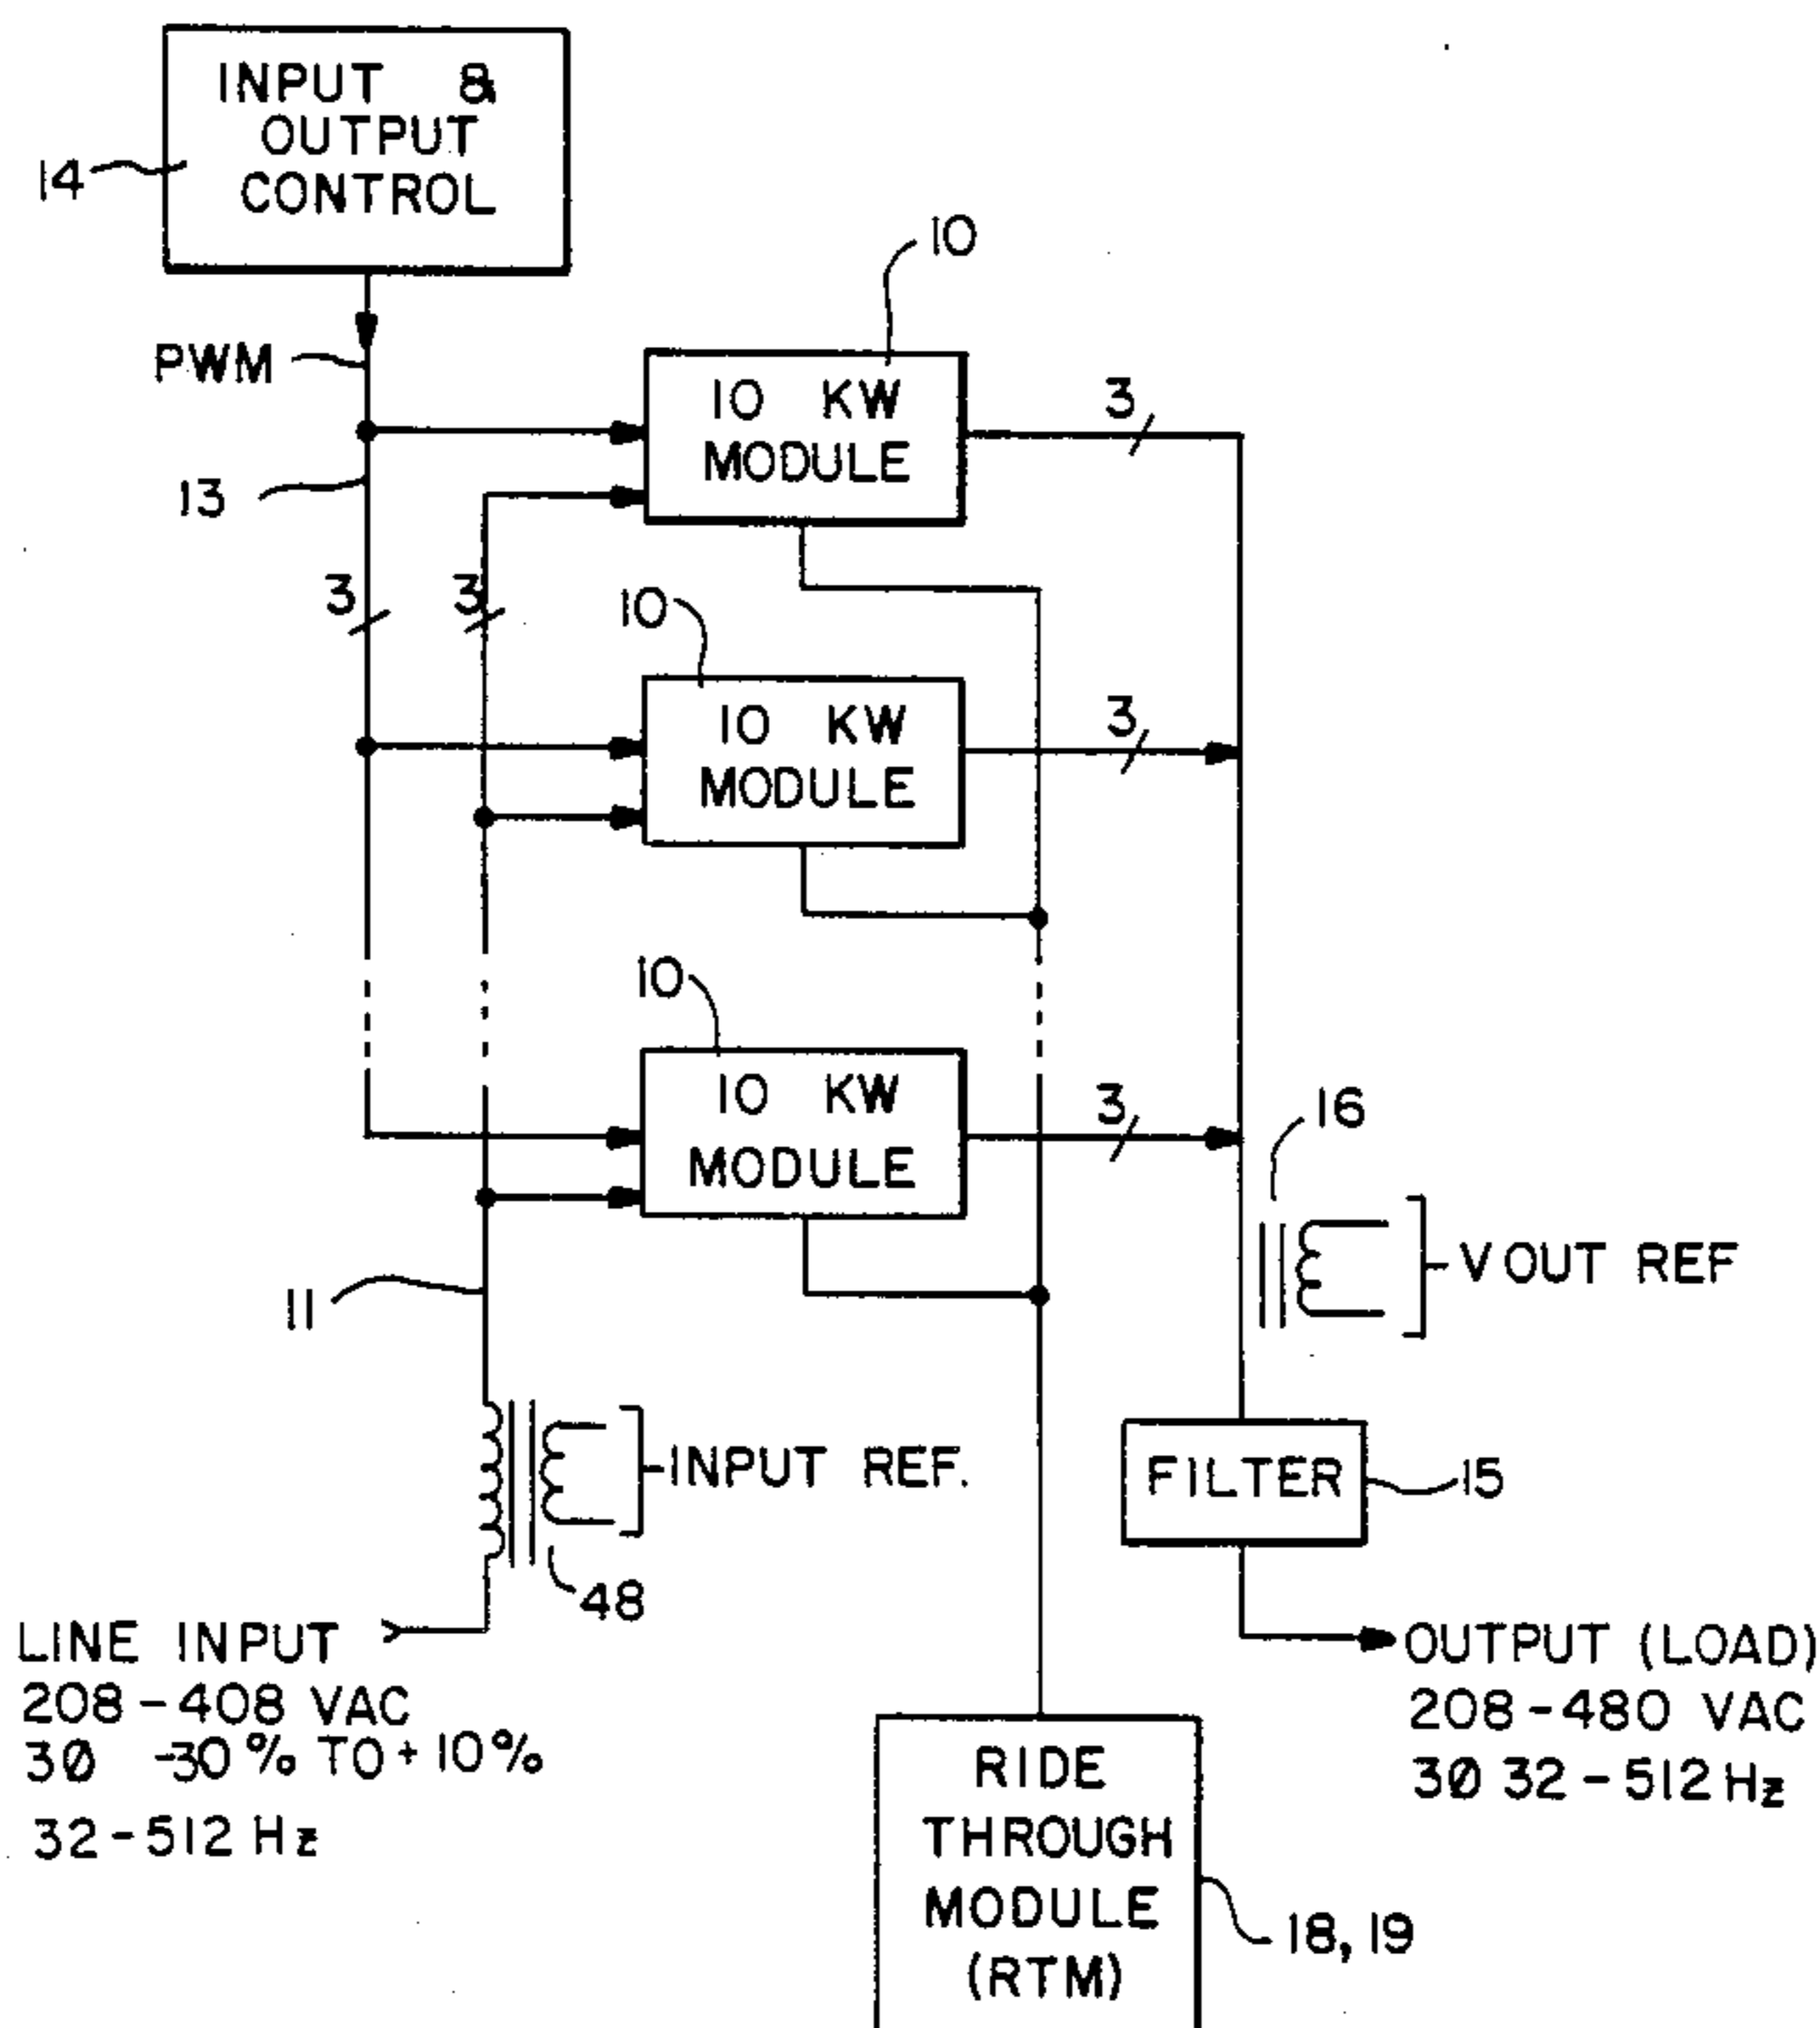 INPUT &
OUTPUT
CONTROL
14
10
PWM
10 KW
MODULE
3
13
3
3
10
10 KW
MODULE
3
10
10 KW
MODULE
3
16
V OUT REF
11
INPUT REF.
FILTER
15
48
LINE INPUT
208-408 VAC
3Ø -30% TO +10%
32-512 Hz
OUTPUT (LOAD)
208-480 VAC
3Ø 32-512 Hz
RIDE
THROUGH
MODULE
(RTM)
18, 19